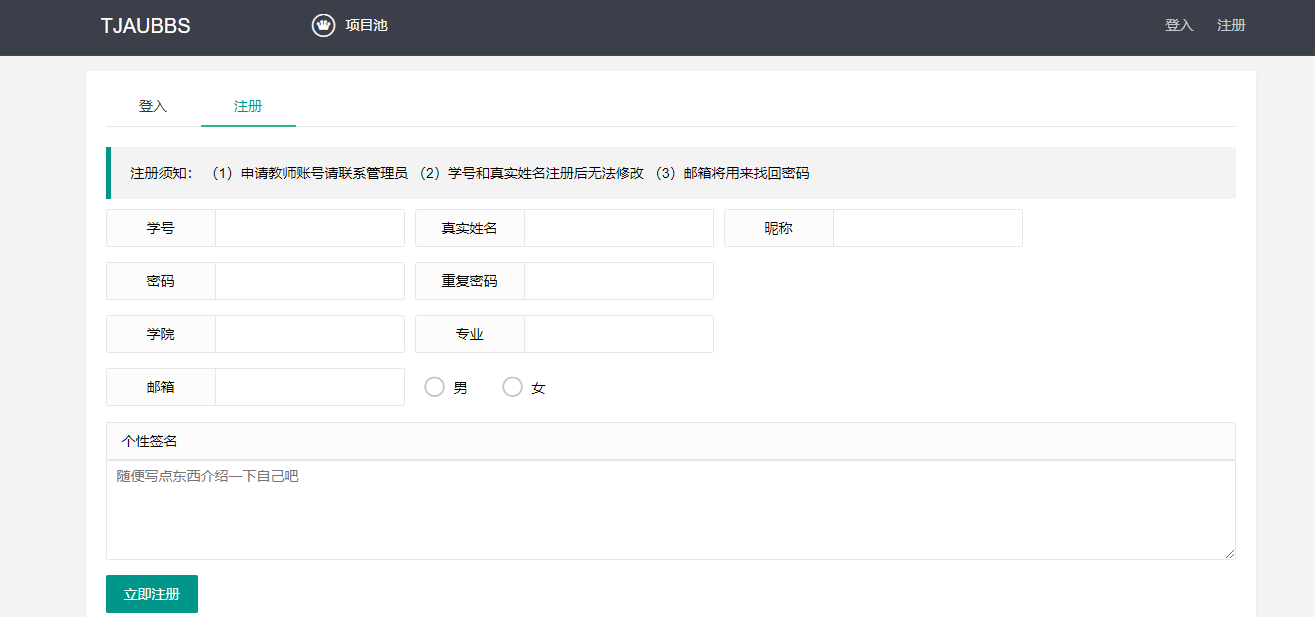 TJAUBBS 项目池 登入 注册
登入 注册
注册须知： （1）申请教师账号请联系管理员 （2）学号和真实姓名注册后无法修改 （3）邮箱将用来找回密码
学号 真实姓名 昵称
密码 重复密码
学院 专业
邮箱 男 女
个性签名
随便写点东西介绍一下自己吧
立即注册